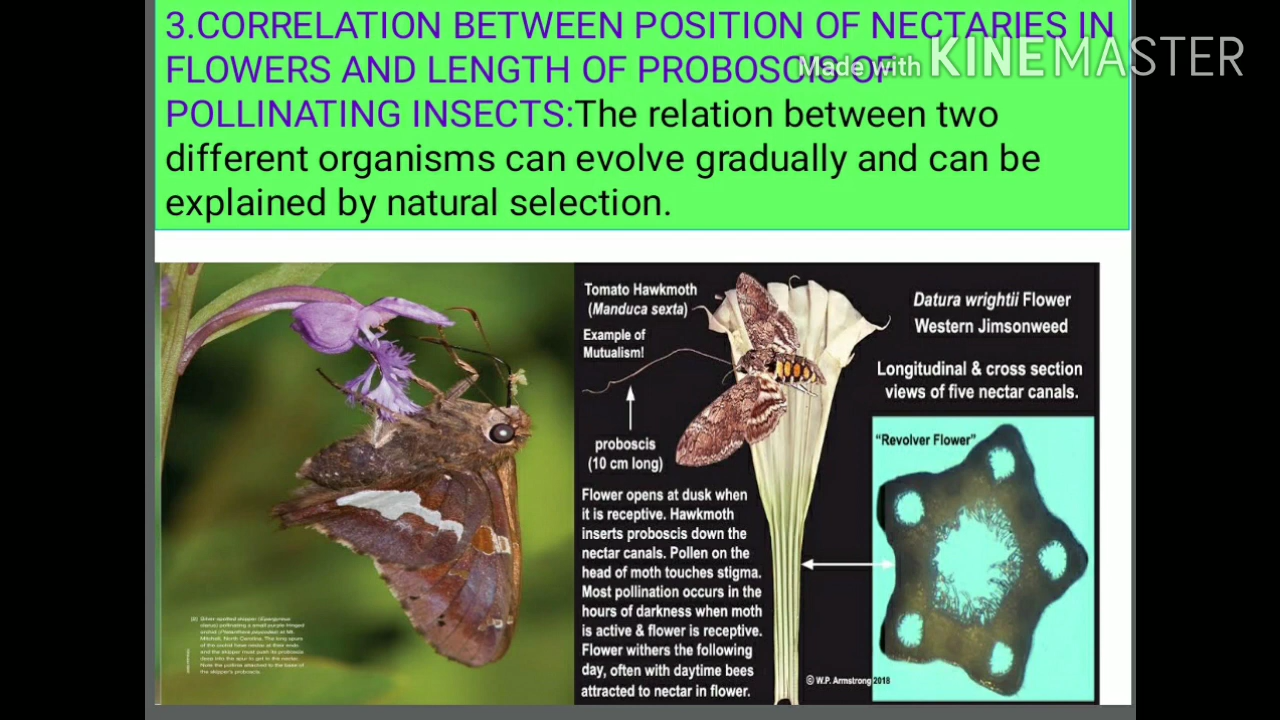 3.CORRELATION BETWEEN POSITION OF NECTARIES IN
FLOWERS AND LENGTH OF PROBOSCIS OF
POLLINATING INSECTS:The relation between two
different organisms can evolve gradually and can be
explained by natural selection.
Made with KINEMASTER
Tomato Hawkmoth
(Manduca sexta)
Example of
Mutualism!
proboscis
(10 cm long)
Flower opens at dusk when
it is receptive. Hawkmoth
inserts proboscis down the
nectar canals. Pollen on the
head of moth touches stigma.
Most pollination occurs in the
hours of darkness when moth
is active & flower is receptive.
Flower withers the following
day, often with daytime bees
attracted to nectar in flower.
Datura wrightii Flower
Western Jimsonweed
Longitudinal & cross section
views of five nectar canals.
“Revolver Flower”
© W.P. Armstrong 2018